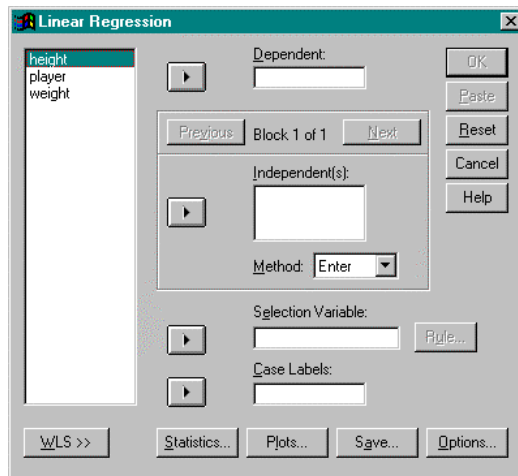 Linear Regression
height
player
weight
Dependent:
OK
Paste
Reset
Cancel
Help
Previous
Block 1 of 1
Next
Independent(s):
Method:
Enter
Selection Variable:
Rule...
Case Labels:
WLS >>
Statistics...
Plots...
Save...
Options...